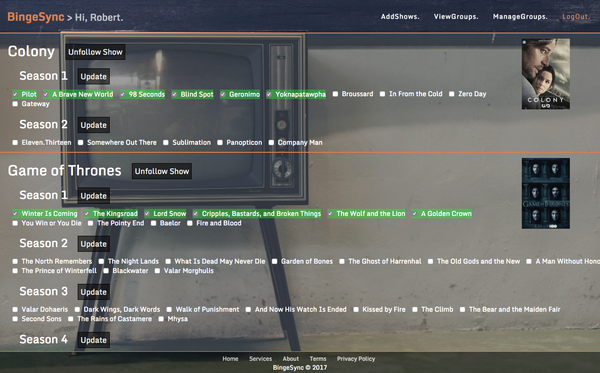 BingeSync > Hi, Robert. AddShows. ViewGroups. ManageGroups. LogOut.
Colony Unfollow Show
Season 1 Update
Pilot A Brave New World 98 Seconds Blind Spot Geronimo Yoknapatawpha Broussard In From the Cold Zero Day
Gateway
Season 2 Update
Eleven.Thirteen Somewhere Out There Sublimation Panopticon Company Man
COLONY
Game of Thrones Unfollow Show
Season 1 Update
Winter Is Coming The Kingsroad Lord Snow Cripples, Bastards, and Broken Things The Wolf and the Lion A Golden Crown
You Win or You Die The Pointy End Baelor Fire and Blood
Season 2 Update
The North Remembers The Night Lands What Is Dead May Never Die Garden of Bones The Ghost of Harrenhal The Old Gods and the New A Man Without Hono
The Prince of Winterfell Blackwater Valar Morghulis
Season 3 Update
Valar Dohaeris Dark Wings, Dark Words Walk of Punishment And Now His Watch Is Ended Kissed by Fire The Climb The Bear and the Maiden Fair
Second Sons The Rains of Castamere Mhysa
Season 4 Update
Home Services About Terms Privacy Policy
BingeSync © 2017